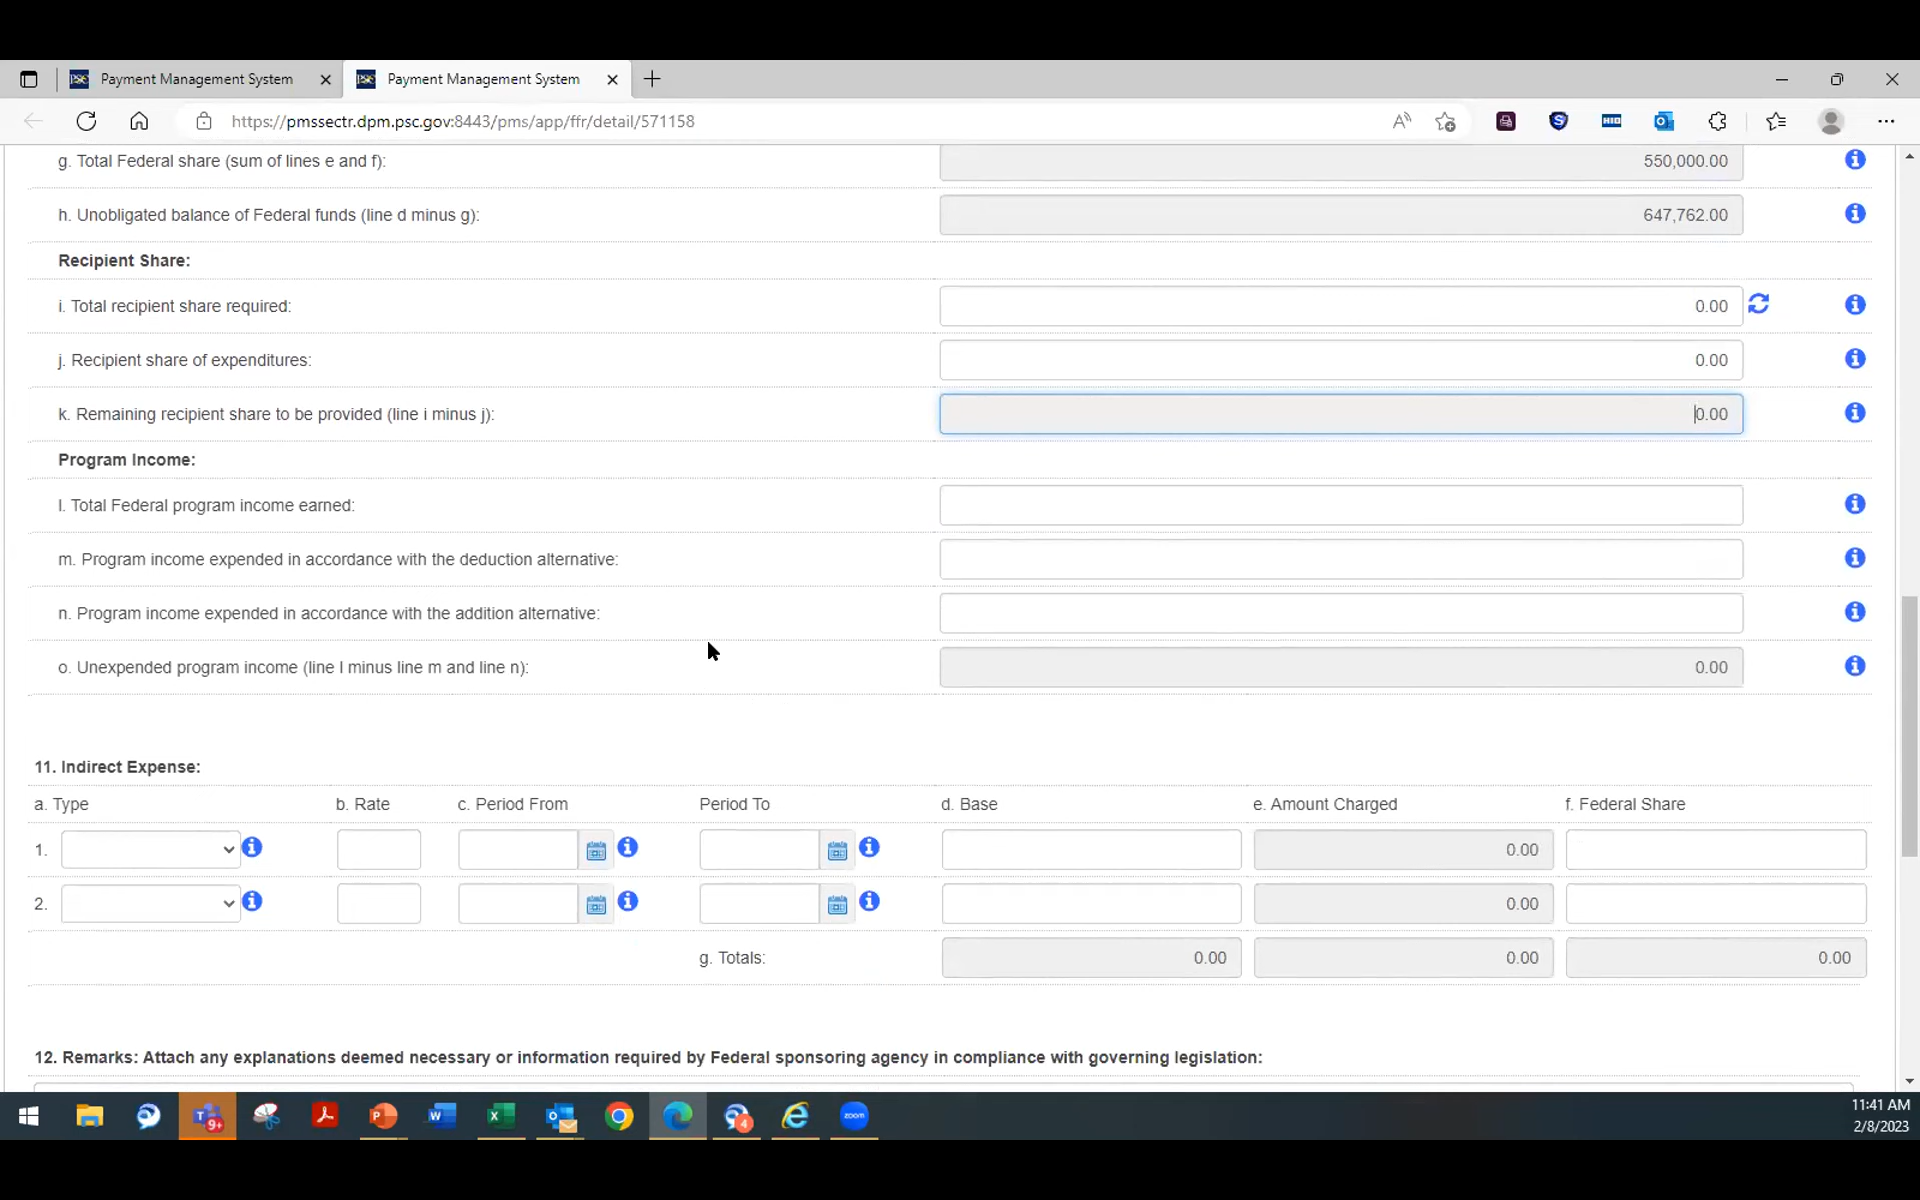 Payment Management System
Payment Management System
https://pmssectr.dpm.psc.gov:8443/pms/app/ffr/detail/571158
g. Total Federal share (sum of lines e and f): 550,000.00
h. Unobligated balance of Federal funds (line d minus g): 647,762.00
Recipient Share:
i. Total recipient share required: 0.00
j. Recipient share of expenditures: 0.00
k. Remaining recipient share to be provided (line i minus j): 0.00
Program Income:
l. Total Federal program income earned:
m. Program income expended in accordance with the deduction alternative:
n. Program income expended in accordance with the addition alternative:
o. Unexpended program income (line l minus line m and line n): 0.00
11. Indirect Expense:
a. Type b. Rate c. Period From Period To d. Base e. Amount Charged f. Federal Share
1. 0.00
2. 0.00
g. Totals: 0.00 0.00 0.00
12. Remarks: Attach any explanations deemed necessary or information required by Federal sponsoring agency in compliance with governing legislation:
9+
4
zoom
11:41 AM
2/8/2023